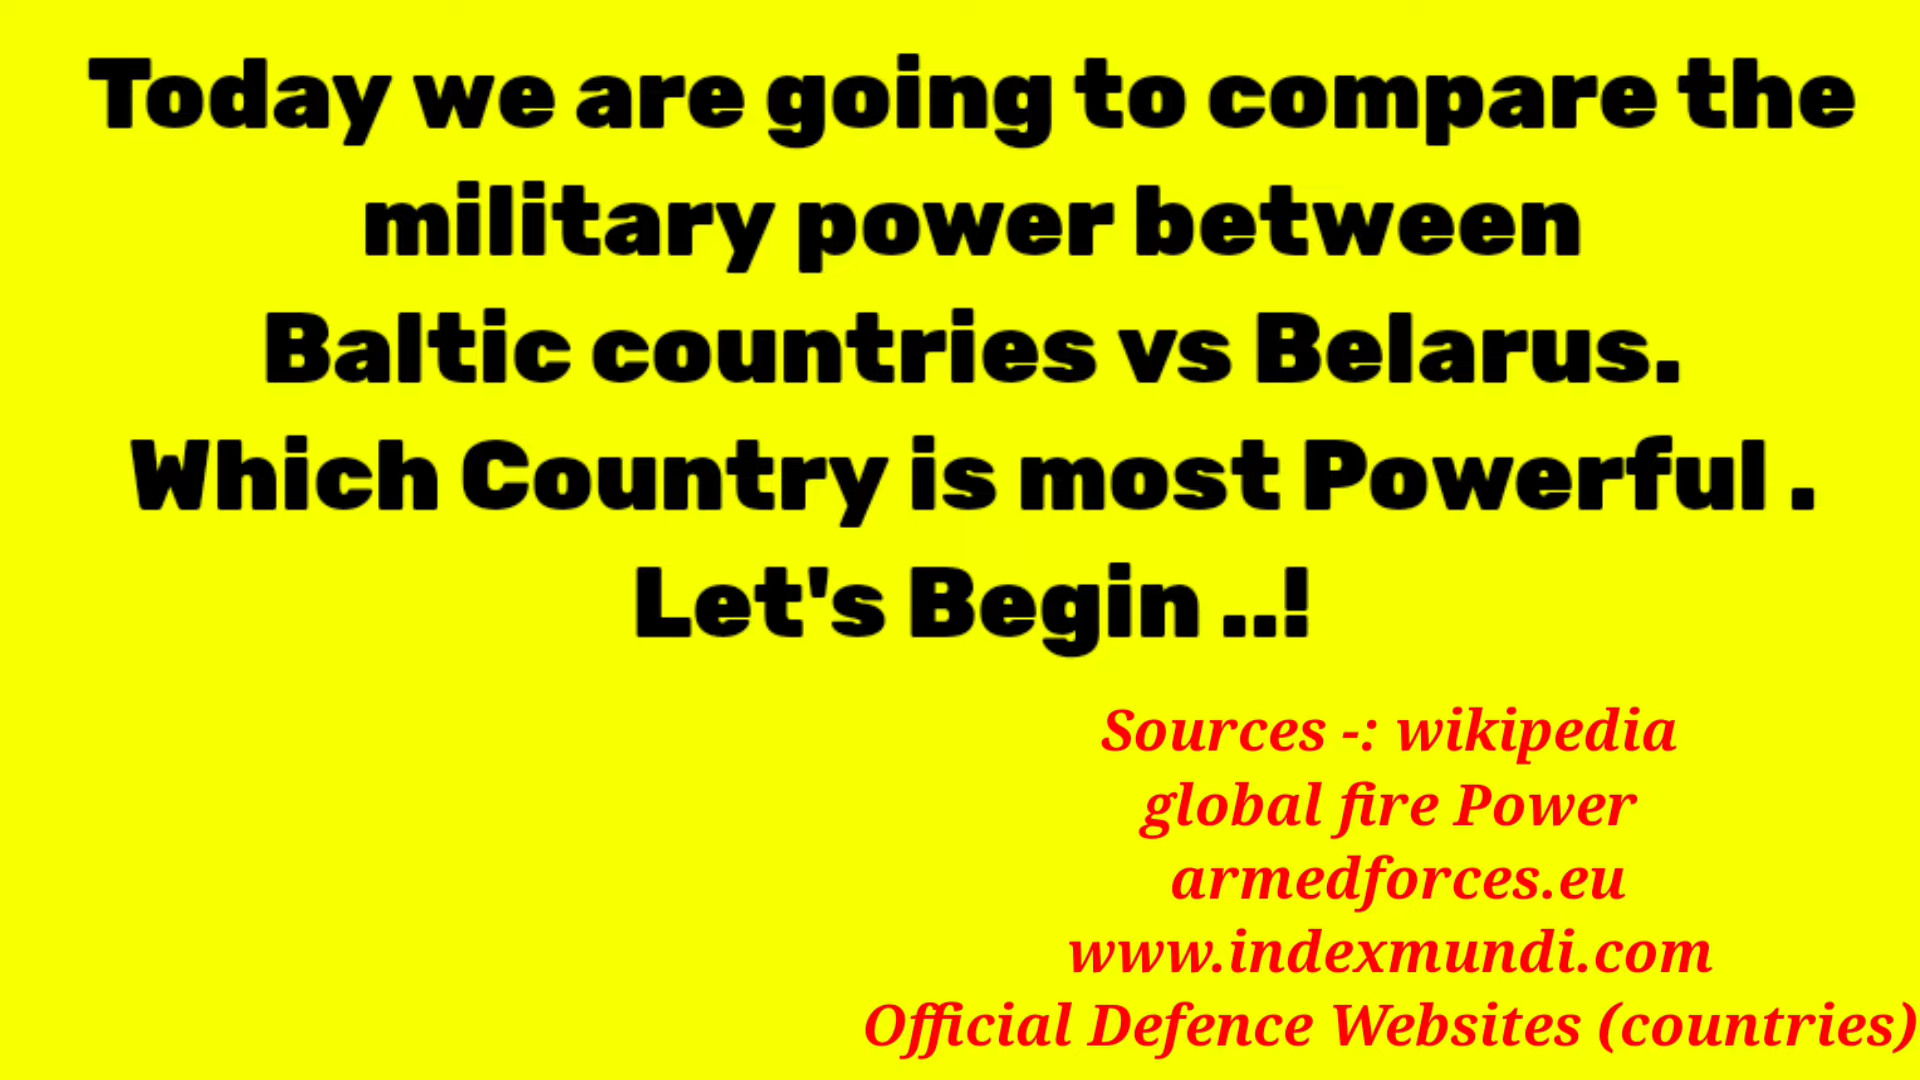 Today we are going to compare the
military power between
Baltic countries vs Belarus.
Which Country is most Powerful .
Let's Begin ..!
Sources -: wikipedia
global fire Power
armedforces.eu
www.indexmundi.com
Official Defence Websites (countries)